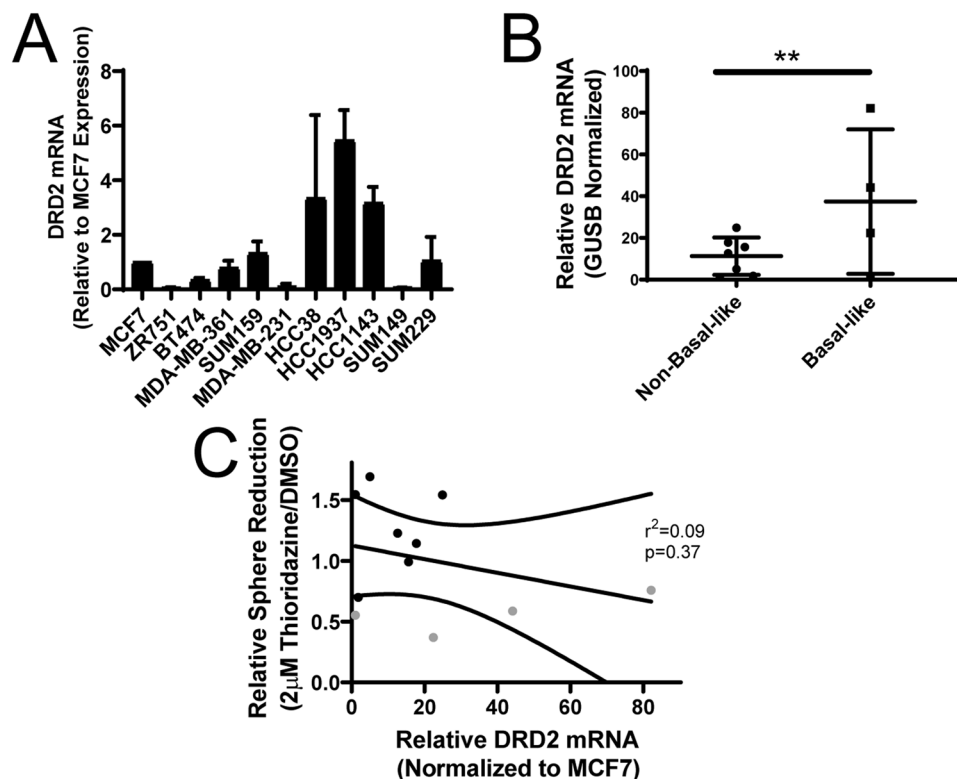 A
DRD2 mRNA
(Relative to MCF7 Expression)
8
6
4
2
0
MCF7
ZR751
BT474
MDA-MB-361
SUM159
MDA-MB-231
HCC38
HCC1937
HCC1143
SUM149
SUM229
B
**
Relative DRD2 mRNA
(GUSB Normalized)
100
80
60
40
20
0
Non-Basal-like
Basal-like
C
Relative Sphere Reduction
(2μM Thioridazine/DMSO)
1.5
1.0
0.5
0.0
r²=0.09
p=0.37
0 20 40 60 80
Relative DRD2 mRNA
(Normalized to MCF7)